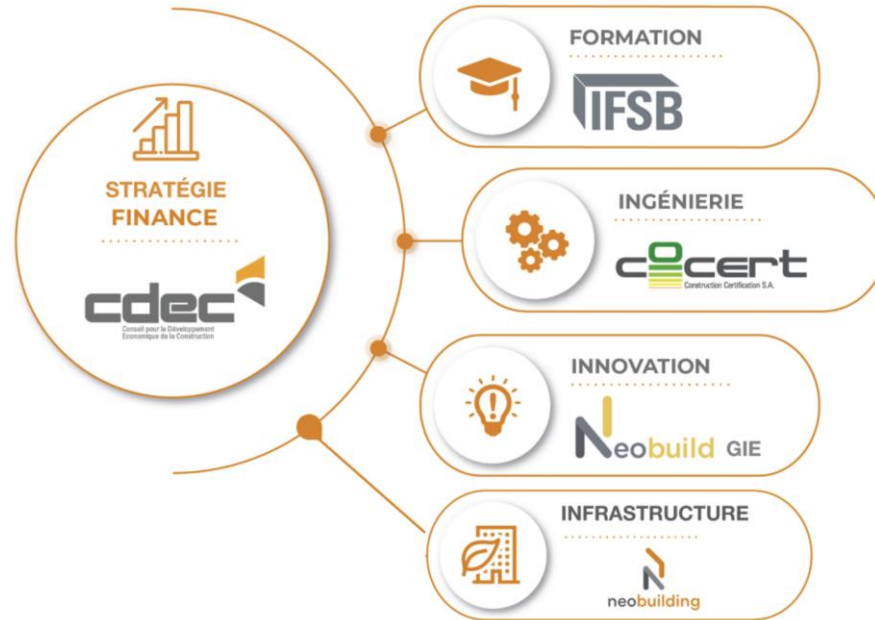 STRATÉGIE
FINANCE
cdec
Conseil pour le Développement
Économique de la Construction
FORMATION
IFSB
INGÉNIERIE
cocert
Construction Certification S.A.
INNOVATION
Neobuild GIE
INFRASTRUCTURE
neobuilding